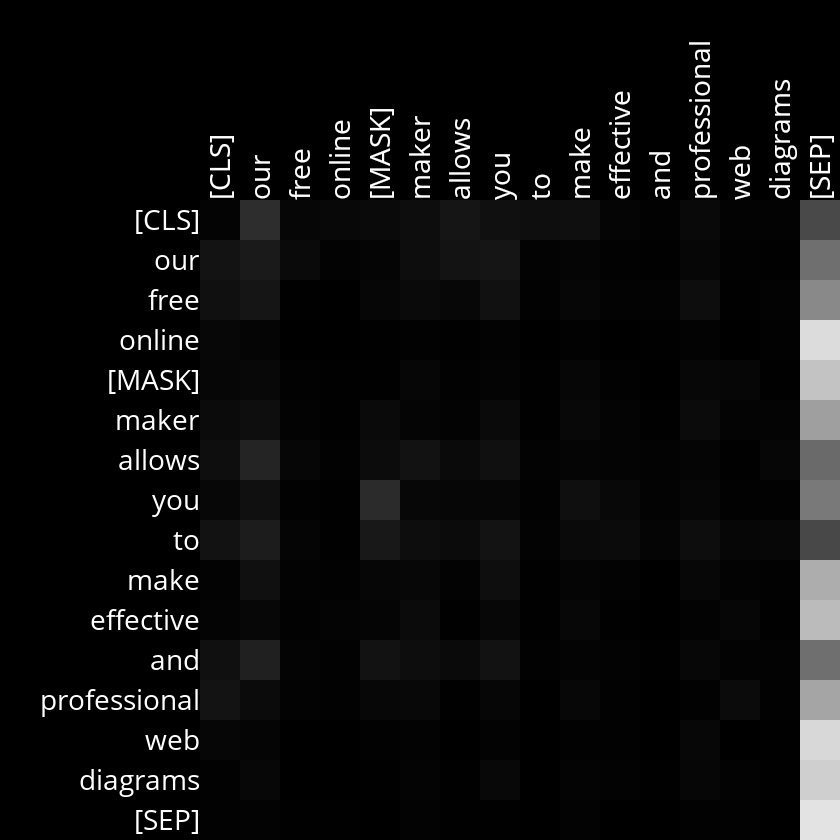 [CLS] our free online [MASK] maker allows you to make effective and professional web diagrams [SEP]
[CLS]
our
free
online
[MASK]
maker
allows
you
to
make
effective
and
professional
web
diagrams
[SEP]